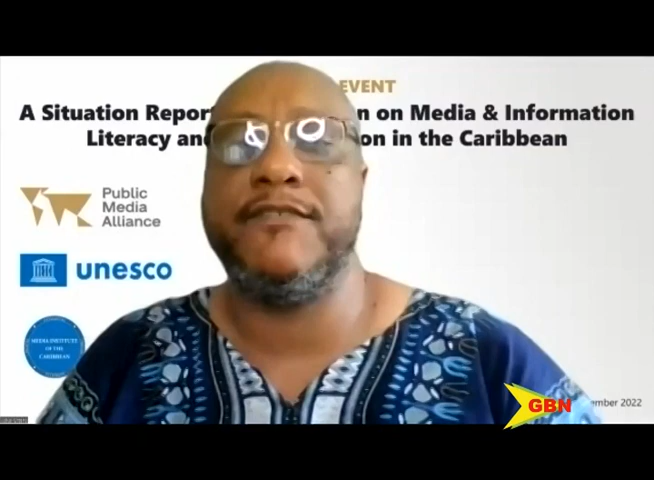 EVENT
A Situation Repor n on Media & Information
Literacy and on in the Caribbean
Public
Media
Alliance
unesco
MEDIA INSTITUTE
OF THE
CARIBBEAN
GBN
ember 2022